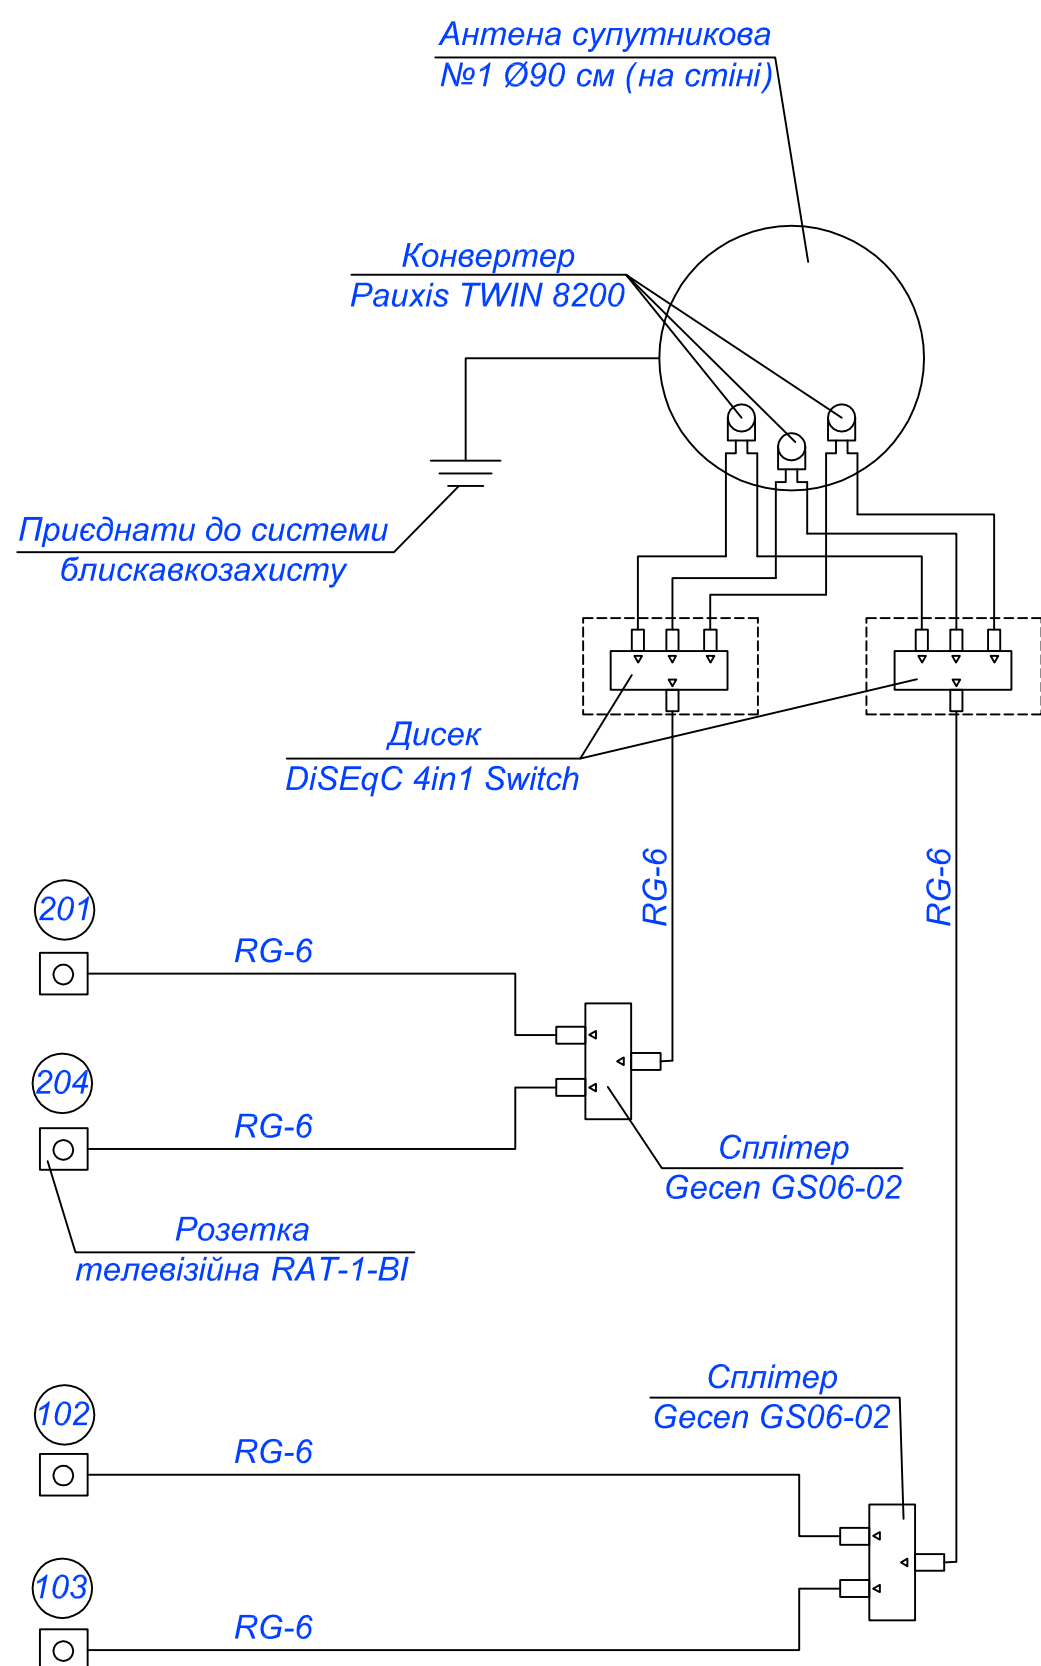 Антена супутникова
№1 Ø90 см (на стіні)
Конвертер
Pauxis TWIN 8200
Приєднати до системи
блискавкозахисту
Дисек
DiSEqC 4in1 Switch
RG-6
RG-6
201
RG-6
204
RG-6
Сплітер
Gecen GS06-02
Розетка
телевізійна RAT-1-BI
Сплітер
Gecen GS06-02
102
RG-6
103
RG-6